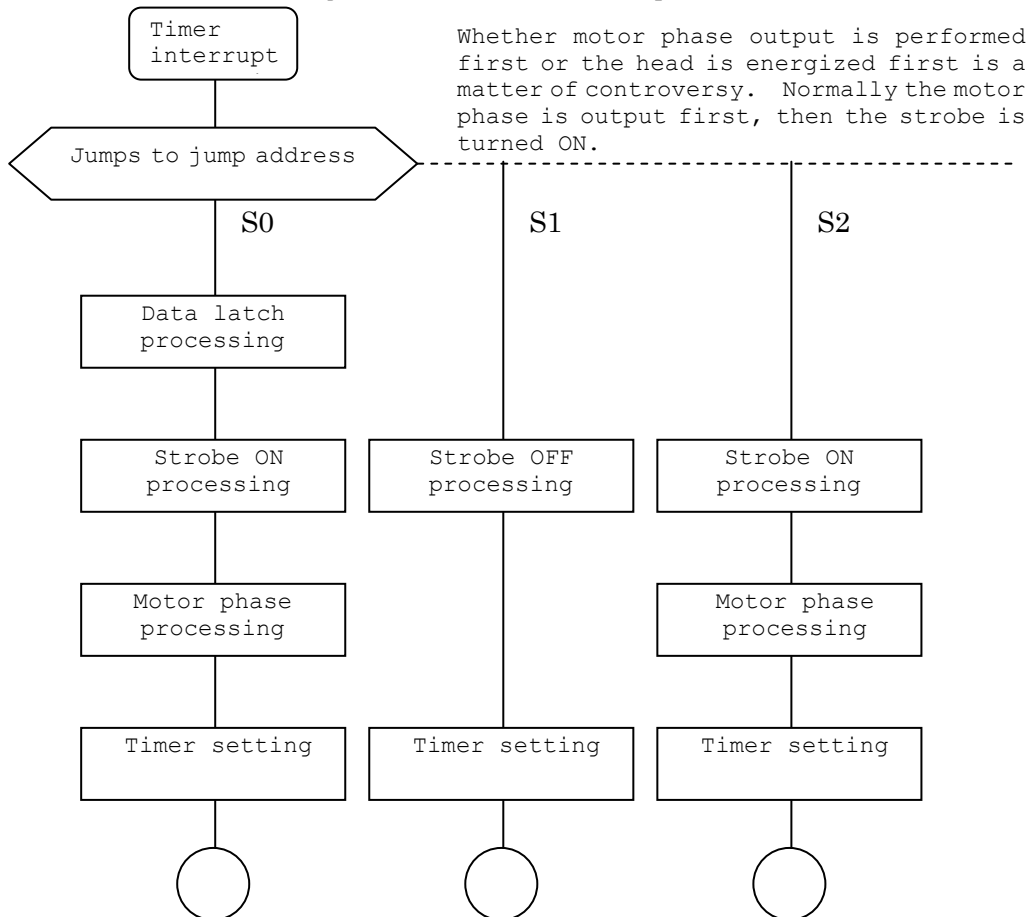 Timer
interrupt
Whether motor phase output is performed
first or the head is energized first is a
matter of controversy. Normally the motor
phase is output first, then the strobe is
turned ON.
Jumps to jump address
S0
S1
S2
Data latch
processing
Strobe ON
processing
Strobe OFF
processing
Strobe ON
processing
Motor phase
processing
Motor phase
processing
Timer setting
Timer setting
Timer setting